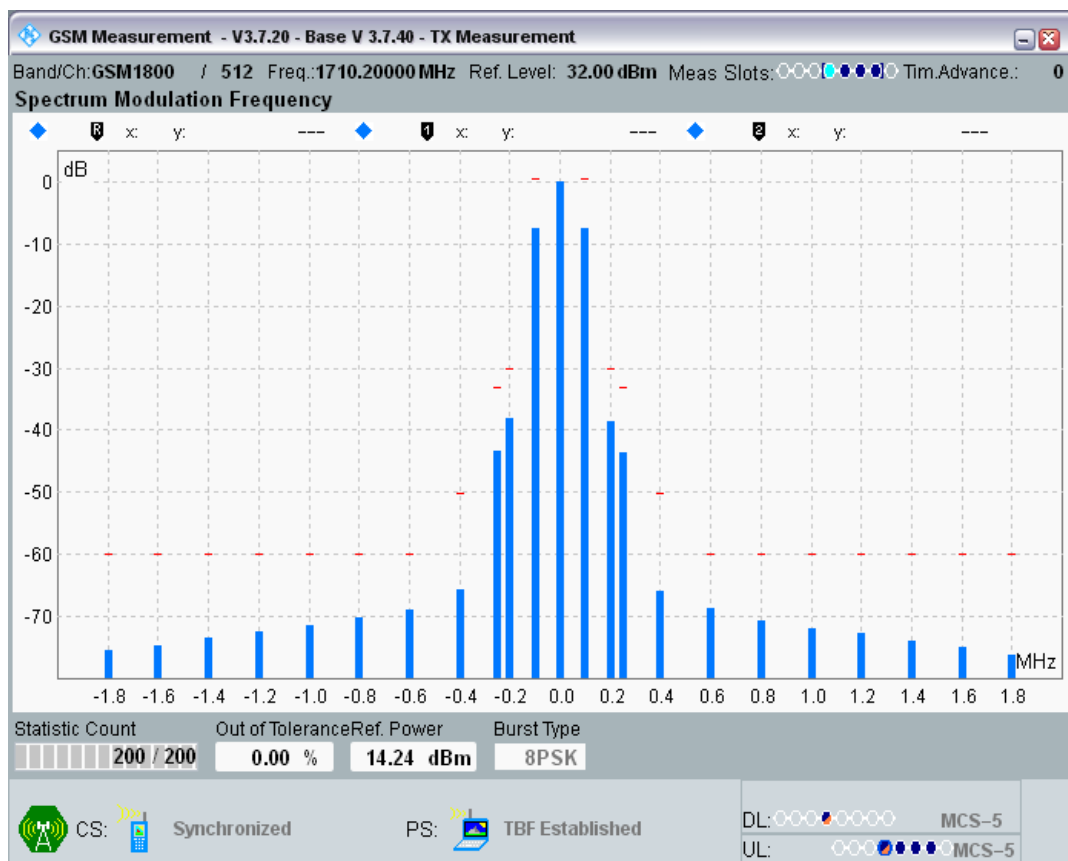 GSM Measurement - V3.7.20 - Base V 3.7.40 - TX Measurement
Band/Ch:GSM1800 / 512 Freq.:1710.20000 MHz Ref. Level: 32.00 dBm Meas Slots: Tim.Advance.: 0
Spectrum Modulation Frequency
R x: y: --- 1 x: y: --- 2 x: y: ---
dB
0
-10
-20
-30
-40
-50
-60
-70
MHz
-1.8 -1.6 -1.4 -1.2 -1.0 -0.8 -0.6 -0.4 -0.2 0.0 0.2 0.4 0.6 0.8 1.0 1.2 1.4 1.6 1.8
Statistic Count Out of Tolerance Ref. Power Burst Type
200 / 200 0.00 % 14.24 dBm 8PSK
CS: Synchronized PS: TBF Established
DL: MCS-5
UL: MCS-5